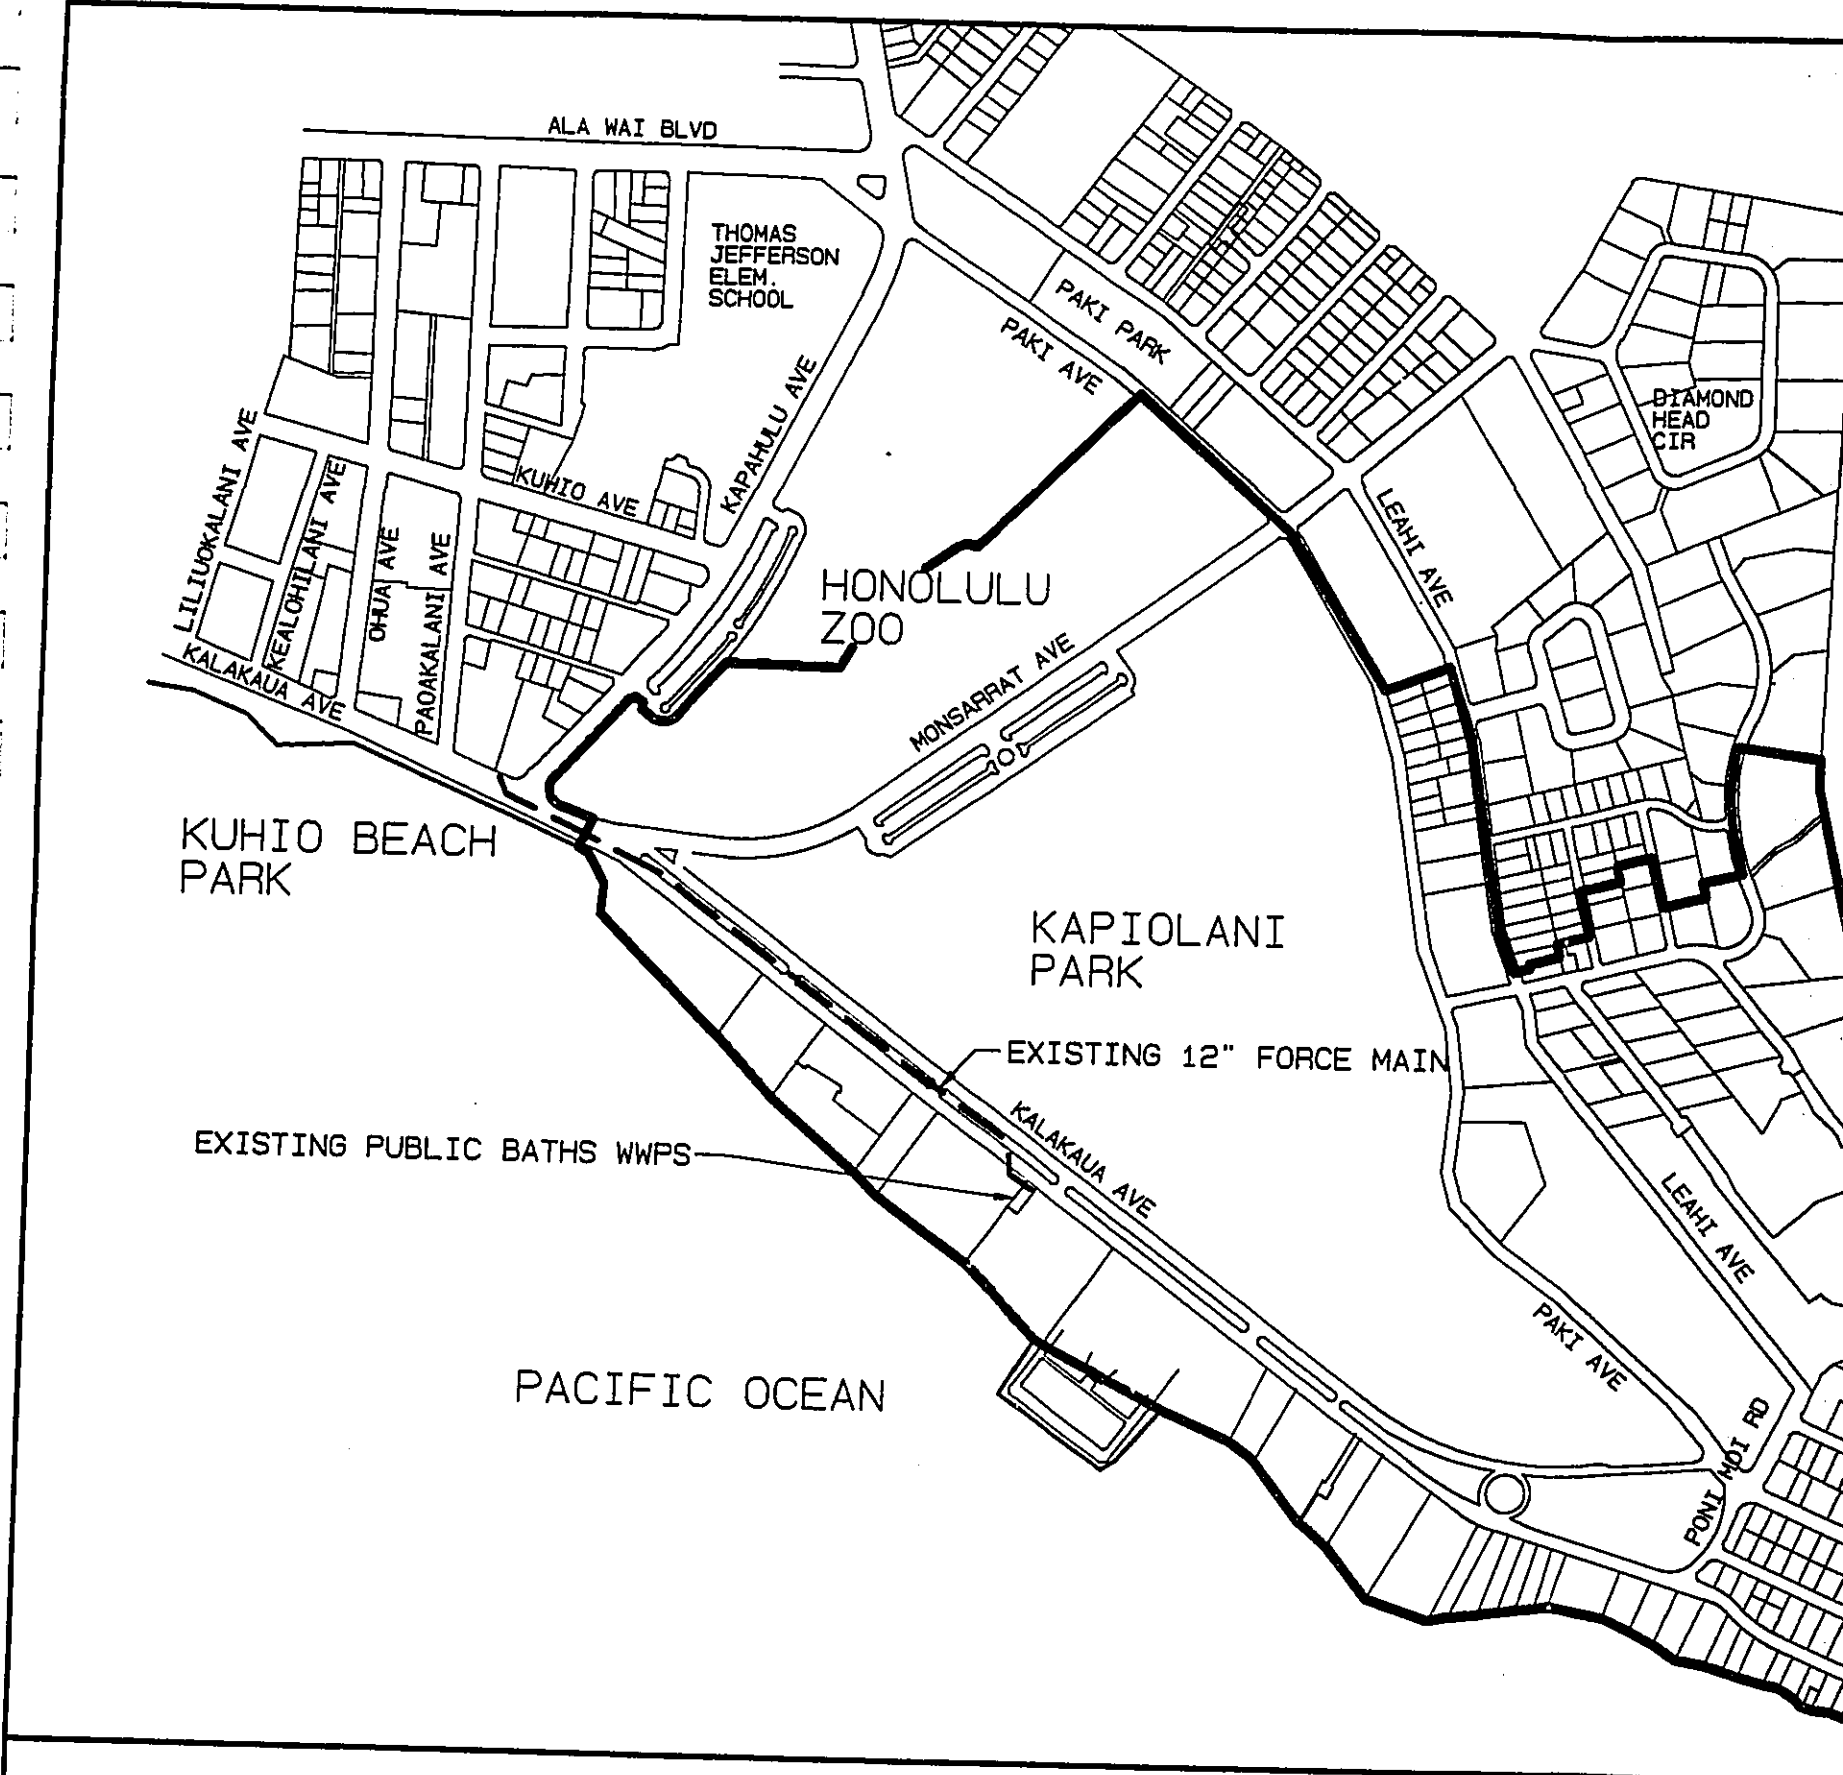 ALA WAI BLVD
THOMAS
JEFFERSON
ELEM.
SCHOOL
PAKI PARK
PAKI AVE
DIAMOND
HEAD
CIR
KAPAHULU AVE
LILIUOKALANI AVE
KEALOHILANI AVE
KUHIO AVE
OHUA AVE
PAOAKALANI AVE
LEAHI AVE
HONOLULU
ZOO
KALAKAUA AVE
MONSARRAT AVE
KUHIO BEACH
PARK
KAPIOLANI
PARK
EXISTING 12" FORCE MAIN
KALAKAUA AVE
EXISTING PUBLIC BATHS WWPS
LEAHI AVE
PAKI AVE
PACIFIC OCEAN
PONI MOI RD